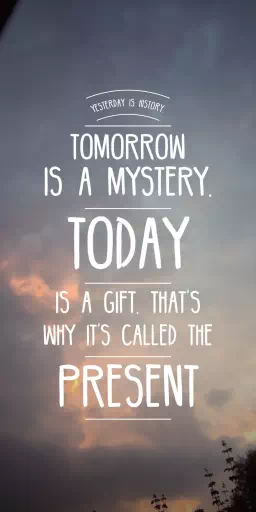 YESTERDAY IS HISTORY.
TOMORROW
IS A MYSTERY.
TODAY
IS A GIFT. THAT'S
WHY IT'S CALLED THE
PRESENT